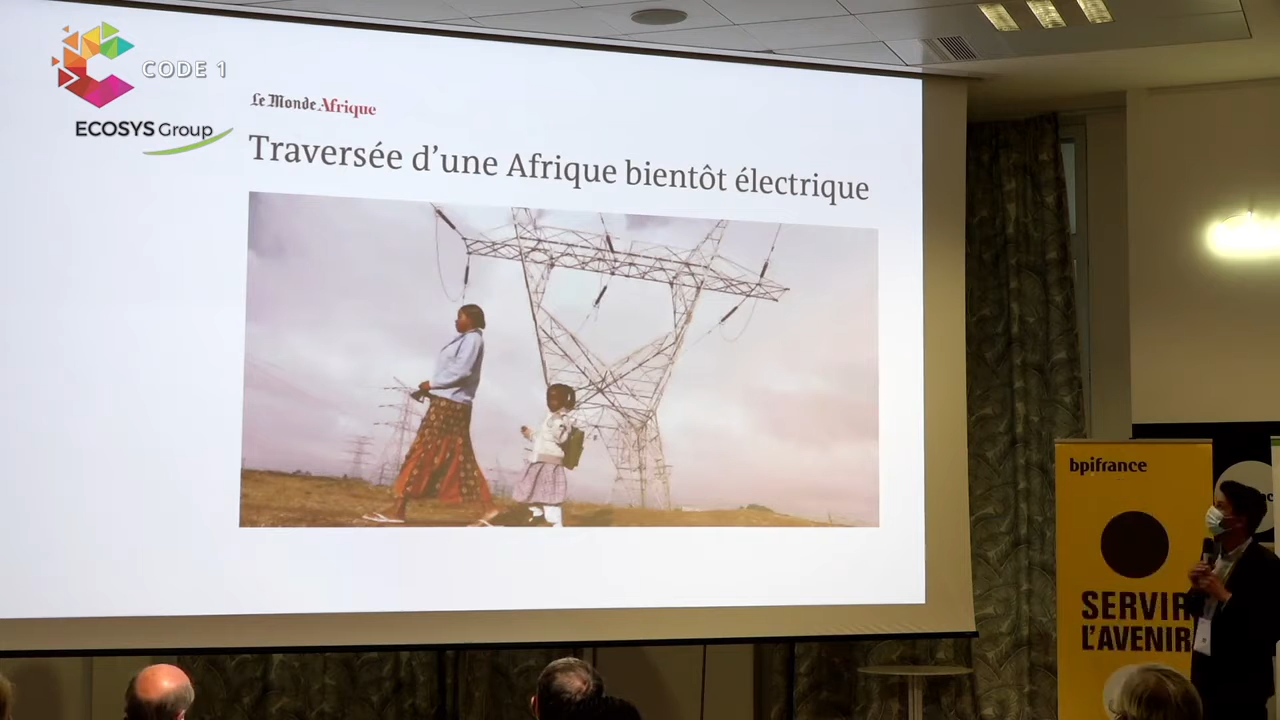 CODE 1
ECOSYS Group
Le Monde Afrique
Traversée d'une Afrique bientôt électrique
bpifrance
SERVIR
L'AVENIR